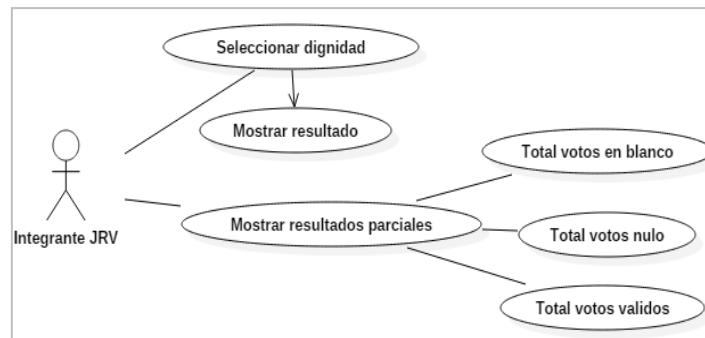 Seleccionar dignidad
Mostrar resultado
Total votos en blanco
Integrante JRV
Mostrar resultados parciales
Total votos nulo
Total votos validos